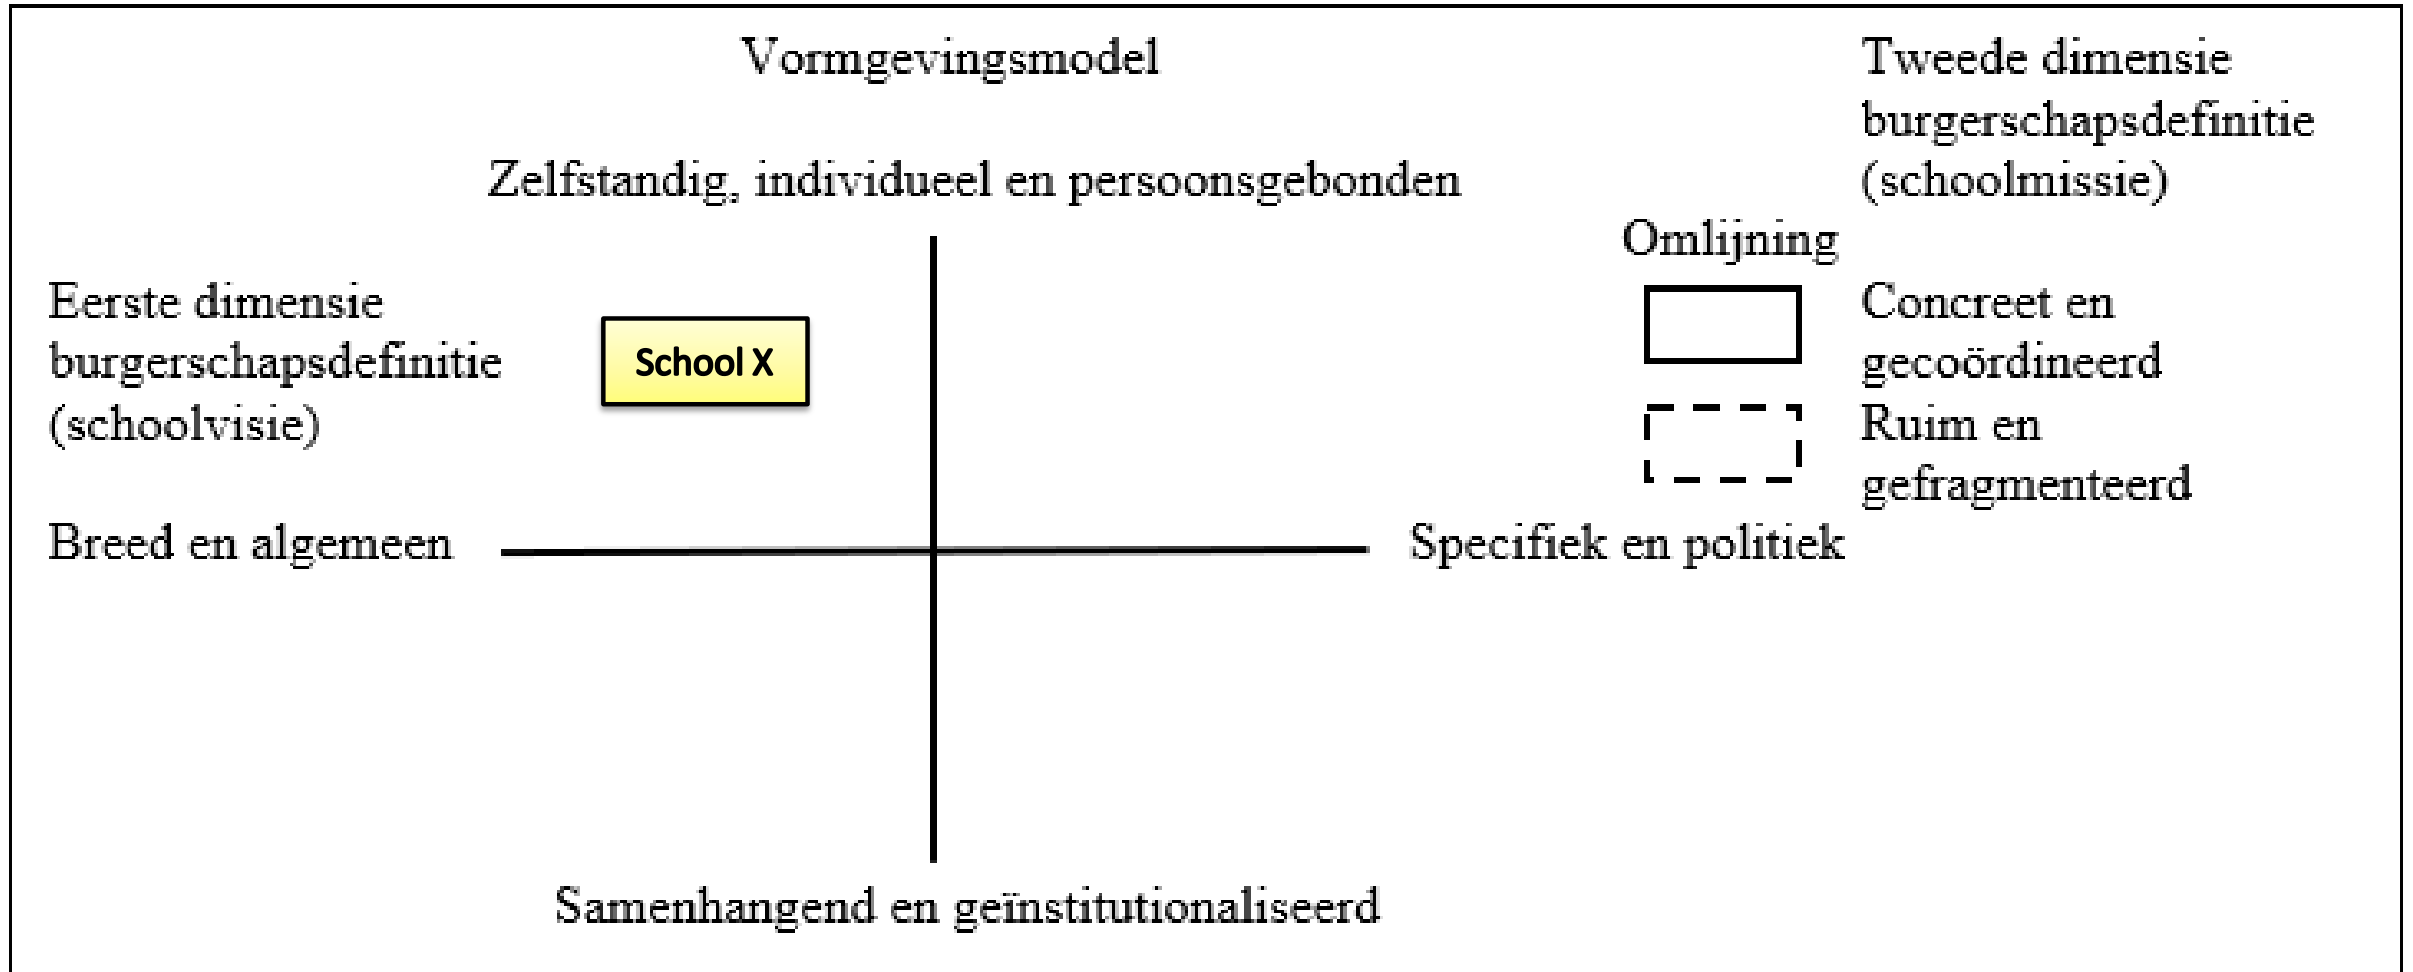 Vormgevingsmodel
Zelfstandig, individueel en persoonsgebonden
Tweede dimensie
burgerschapsdefinitie
(schoolmissie)
Omlijning
Eerste dimensie
burgerschapsdefinitie
(schoolvisie)
School X
Concreet en
gecoördineerd
Ruim en
gefragmenteerd
Breed en algemeen
Specifiek en politiek
Samenhangend en geïnstitutionaliseerd